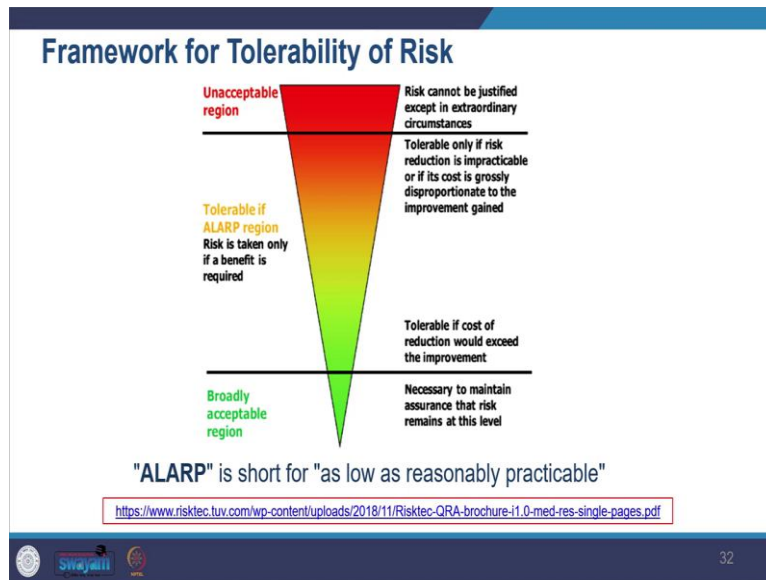 Framework for Tolerability of Risk
Unacceptable
region
Risk cannot be justified
except in extraordinary
circumstances
Tolerable only if risk
reduction is impracticable
or if its cost is grossly
disproportionate to the
improvement gained
Tolerable if
ALARP region
Risk is taken only
if a benefit is
required
Tolerable if cost of
reduction would exceed
the improvement
Broadly
acceptable
region
Necessary to maintain
assurance that risk
remains at this level
"ALARP" is short for "as low as reasonably practicable"
https://www.risktec.tuv.com/wp-content/uploads/2018/11/Risktec-QRA-brochure-i1.0-med-res-single-pages.pdf
swayam
NPTEL
32